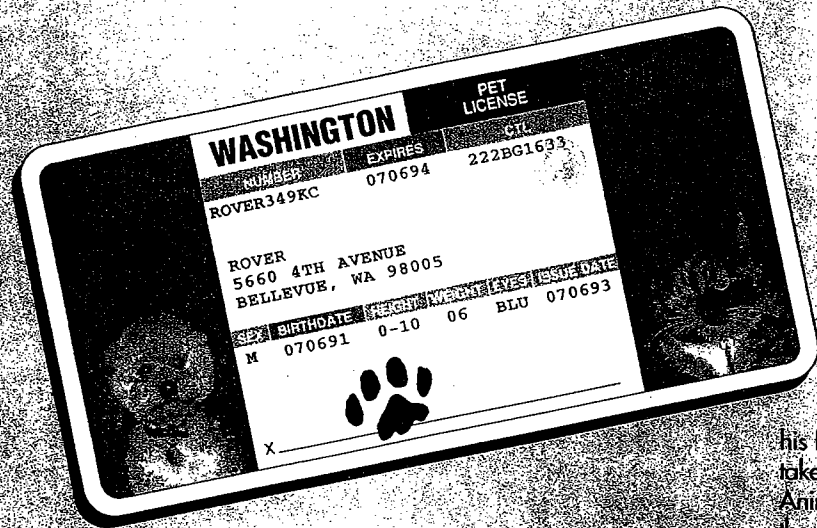 WASHINGTON
PET
LICENSE
NUMBER EXPIRES CTL
ROVER349KC 070694 222BG1633
ROVER
5660 4TH AVENUE
BELLEVUE, WA 98005
SEX BIRTHDATE HEIGHT WEIGHT EYES ISSUE DATE
M 070691 0-10 06 BLU 070693
X
his
take